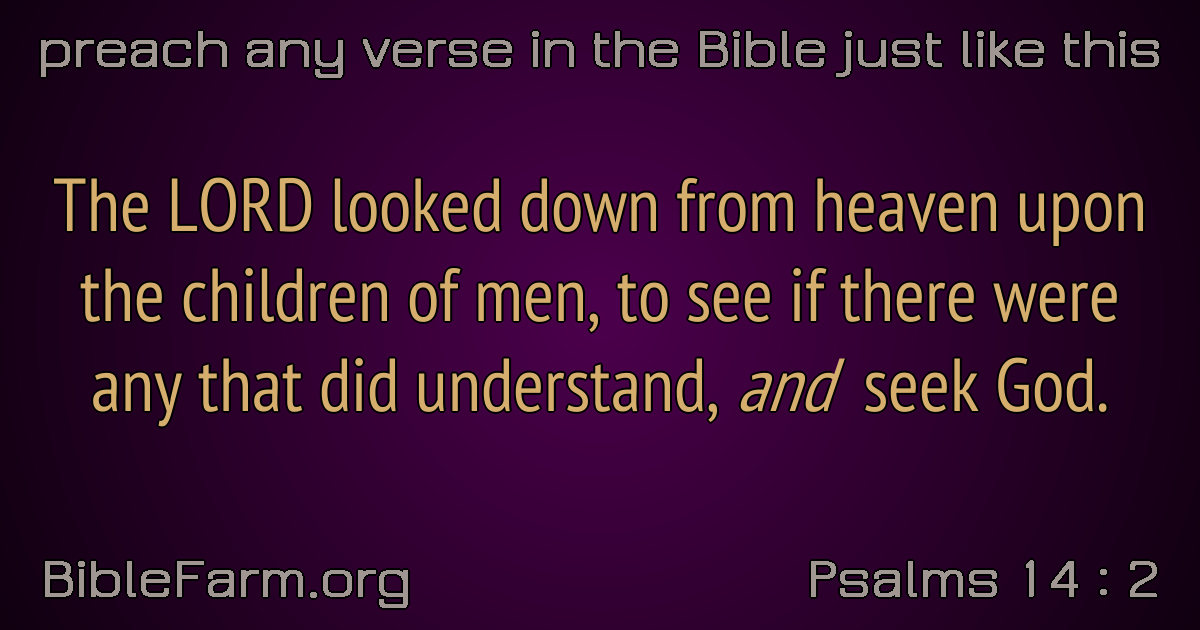 preach any verse in the Bible just like this
The LORD looked down from heaven upon
the children of men, to see if there were
any that did understand, and seek God.
BibleFarm.org
Psalms 14 : 2